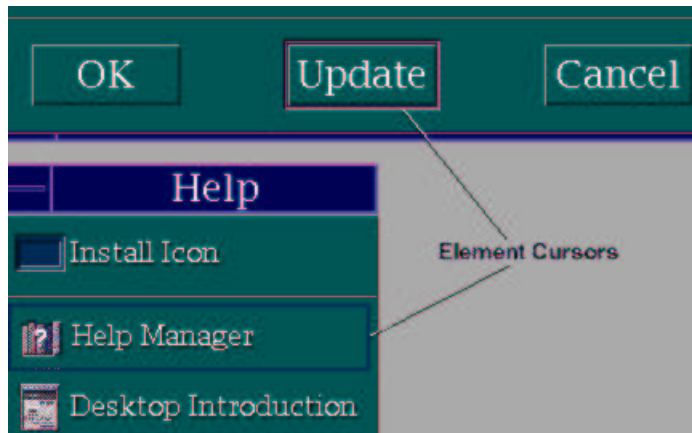 OK
Update
Cancel
Help
Install Icon
Element Cursors
Help Manager
Desktop Introduction